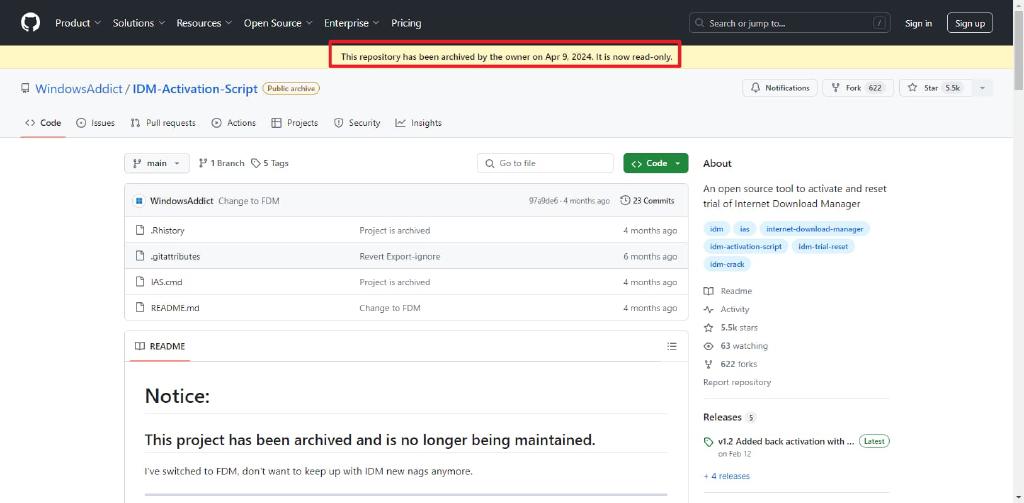 Product Solutions Resources Open Source Enterprise Pricing Search or jump to... / Sign in Sign up
This repository has been archived by the owner on Apr 9, 2024. It is now read-only.
WindowsAddict / IDM-Activation-Script Public archive Notifications Fork 622 Star 5.5k
Code Issues Pull requests Actions Projects Security Insights
main 1 Branch 5 Tags Go to file Code
WindowsAddict Change to FDM 97a9de6 · 4 months ago 23 Commits
.Rhistory Project is archived 4 months ago
.gitattributes Revert Export-ignore 6 months ago
IAS.cmd Project is archived 4 months ago
README.md Change to FDM 4 months ago
README
Notice:
This project has been archived and is no longer being maintained.
I've switched to FDM, don't want to keep up with IDM new nags anymore.
About
An open source tool to activate and reset
trial of Internet Download Manager
idm ias internet-download-manager
idm-activation-script idm-trial-reset
idm-crack
Readme
Activity
5.5k stars
63 watching
622 forks
Report repository
Releases 5
v1.2 Added back activation with ... Latest
on Feb 12
+ 4 releases